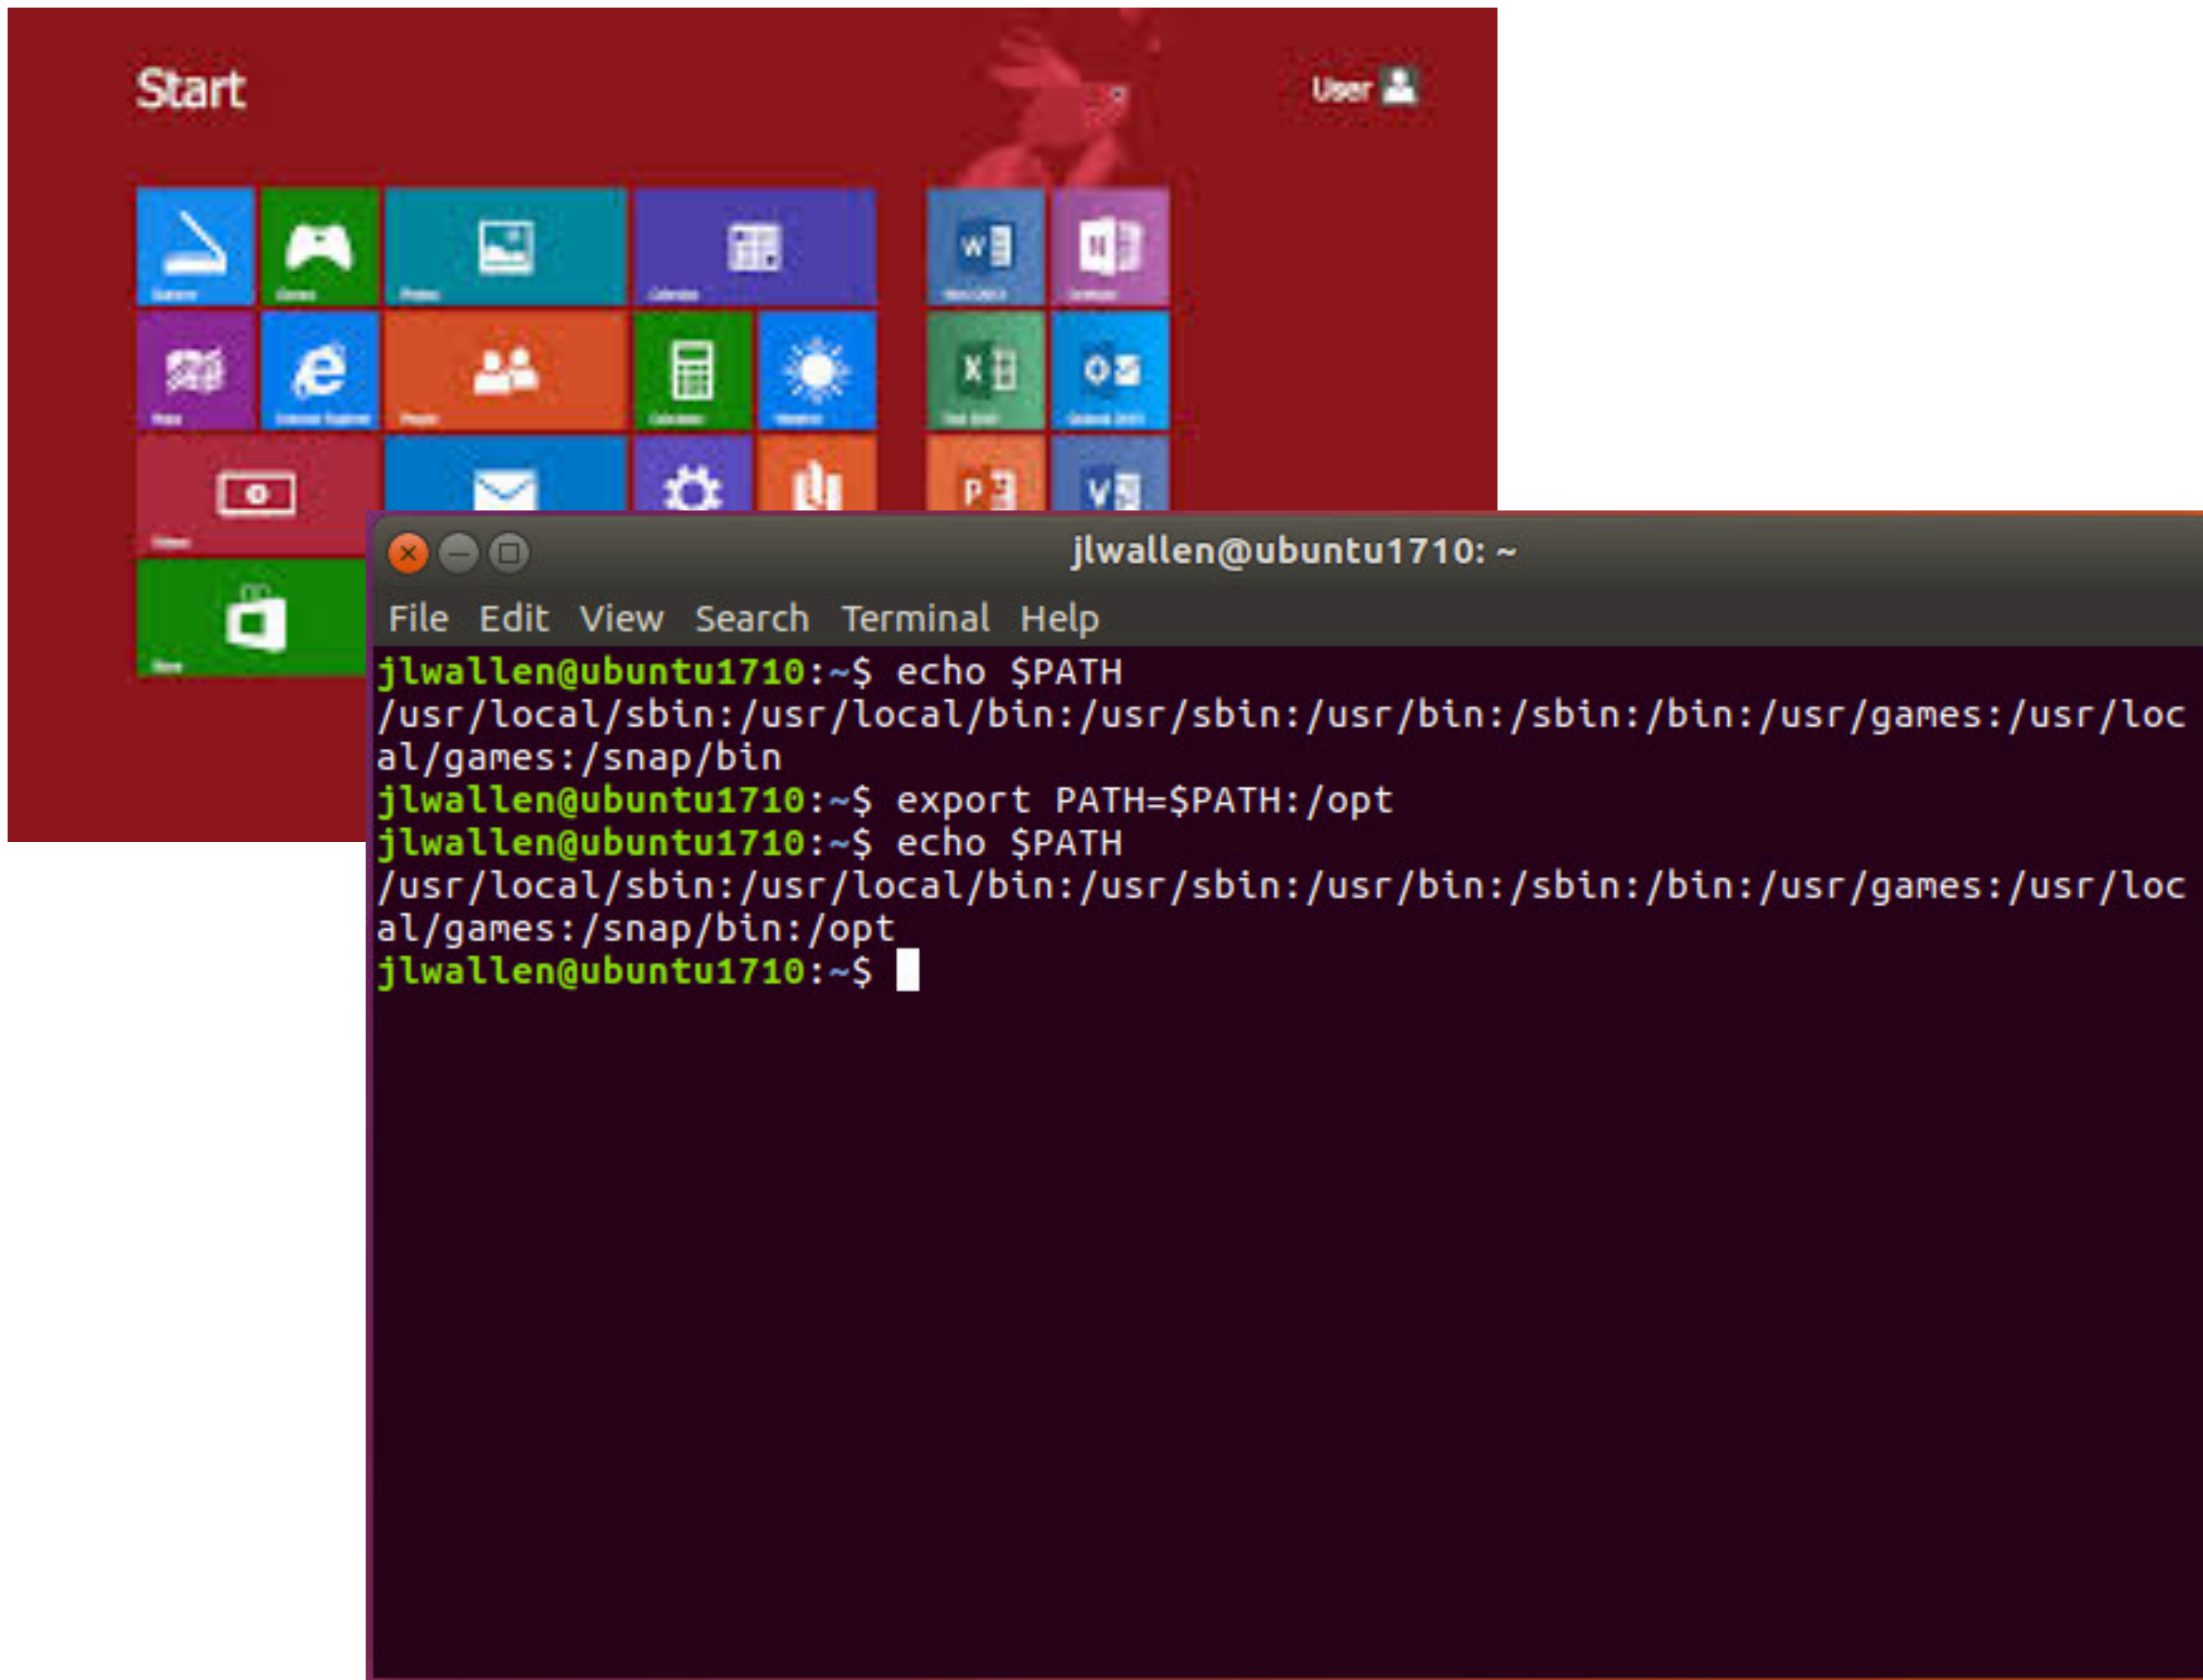 Start
User
W
N
X
O
P
V
jlwallen@ubuntu1710: ~
File Edit View Search Terminal Help
jlwallen@ubuntu1710:~$ echo $PATH
/usr/local/sbin:/usr/local/bin:/usr/sbin:/usr/bin:/sbin:/bin:/usr/games:/usr/loc
al/games:/snap/bin
jlwallen@ubuntu1710:~$ export PATH=$PATH:/opt
jlwallen@ubuntu1710:~$ echo $PATH
/usr/local/sbin:/usr/local/bin:/usr/sbin:/usr/bin:/sbin:/bin:/usr/games:/usr/loc
al/games:/snap/bin:/opt
jlwallen@ubuntu1710:~$